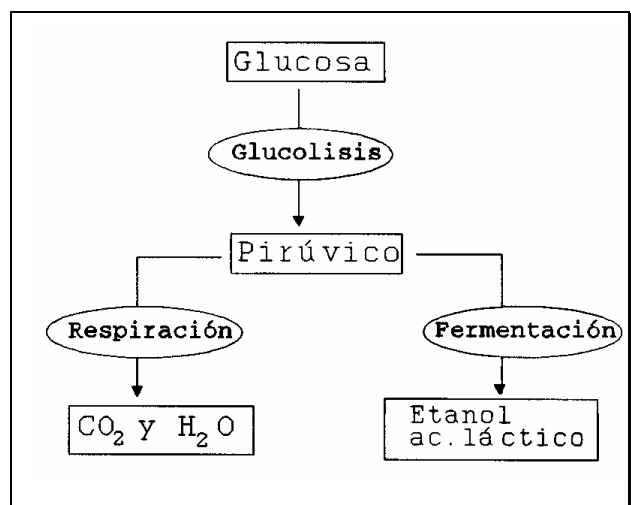 Glucosa
Glucolisis
Pirúvico
Respiración
Fermentación
CO₂ y H₂O
Etanol
ac.láctico